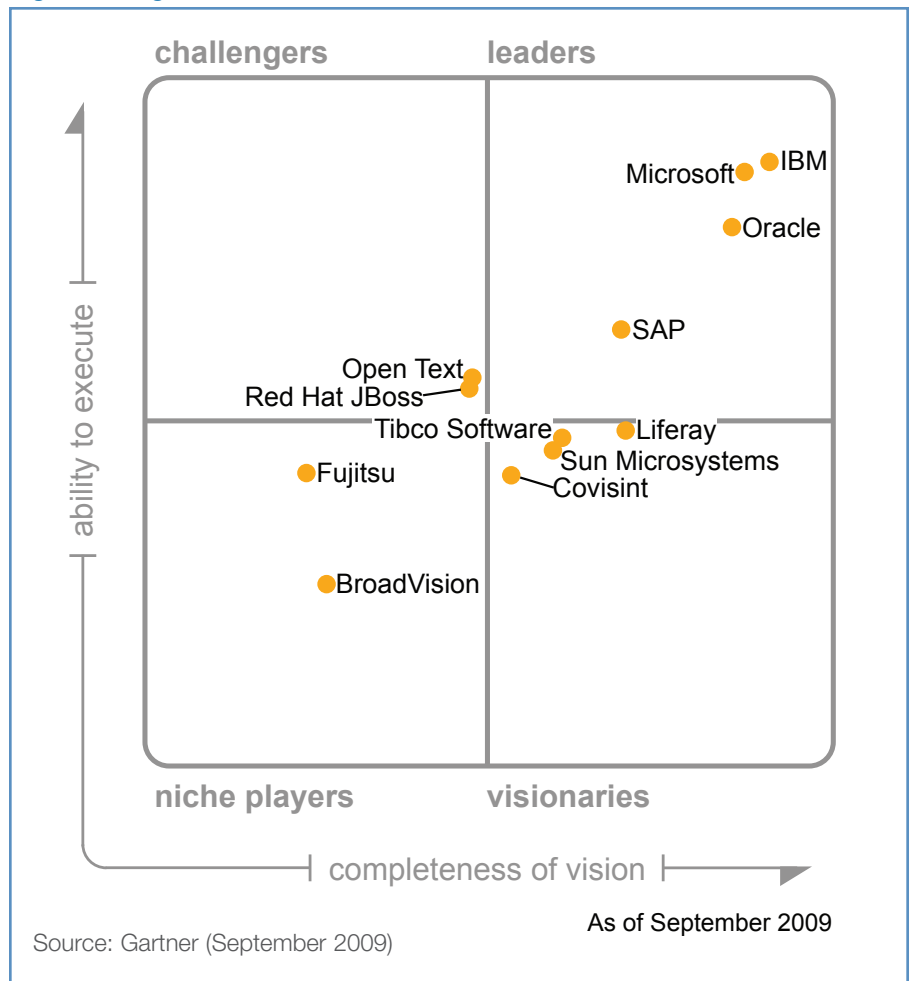 challengers
leaders
IBM
Microsoft
Oracle
SAP
Open Text
Red Hat JBoss
Tibco Software
Liferay
Sun Microsystems
Fujitsu
Covisint
BroadVision
ability to execute
niche players
visionaries
completeness of vision
As of September 2009
Source: Gartner (September 2009)